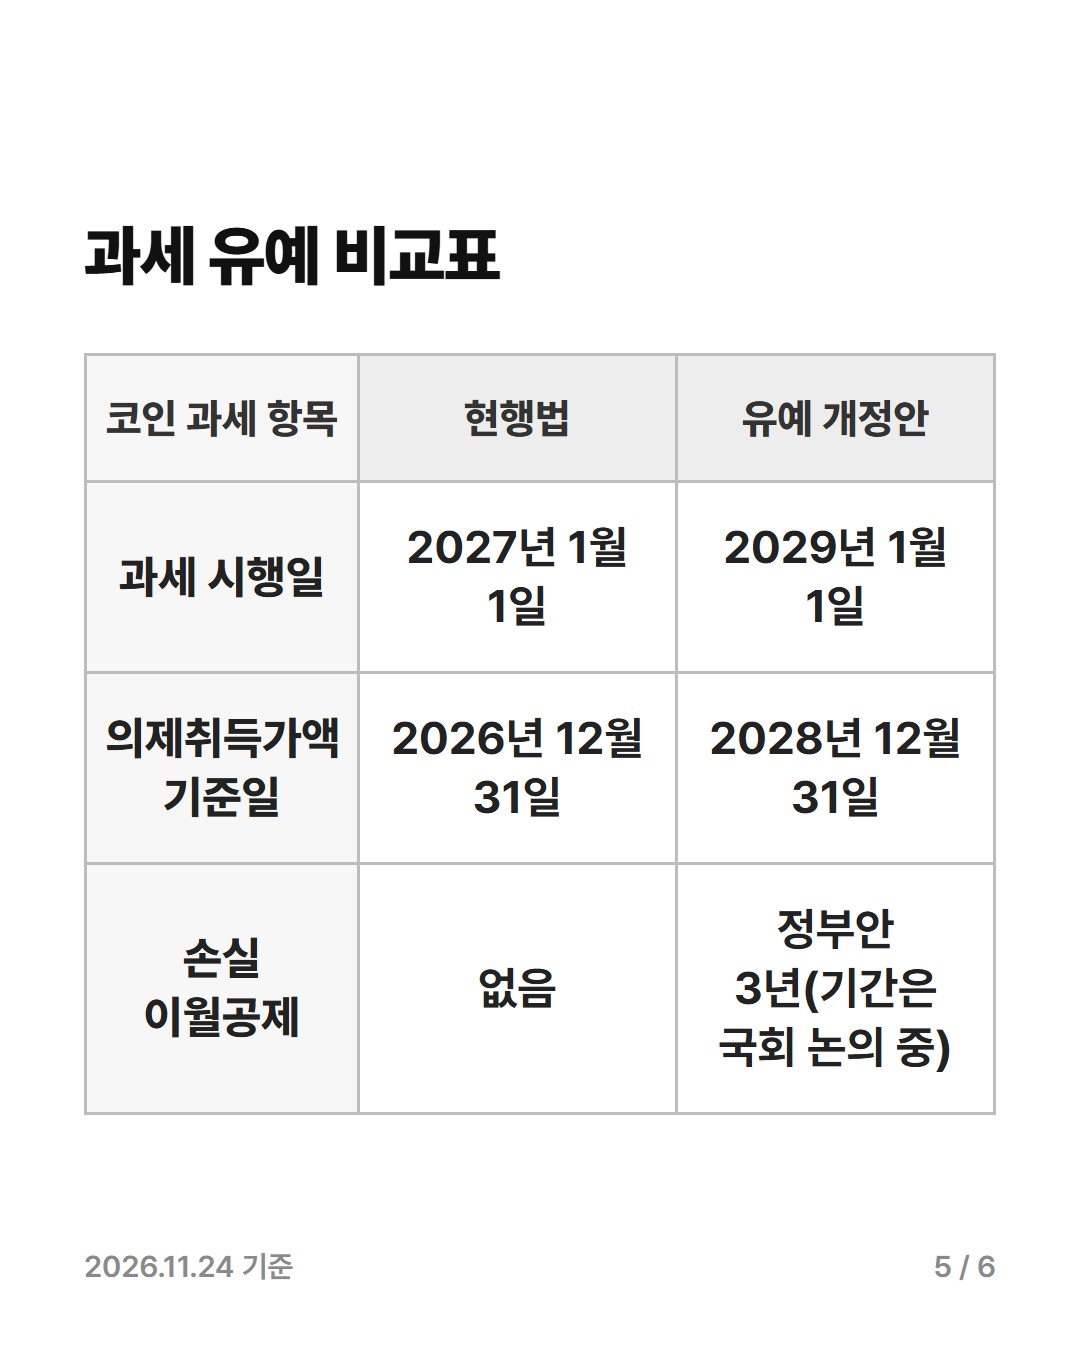 과세 유예 비교표
코인 과세 항목
현행법
유예 개정안
과세 시행일
2027년 1월
1일
2029년 1월
1일
의제취득가액
기준일
2026년 12월
31일
2028년 12월
31일
손실
이월공제
없음
정부안
3년(기간은
국회 논의 중)
2026.11.24 기준
5 / 6